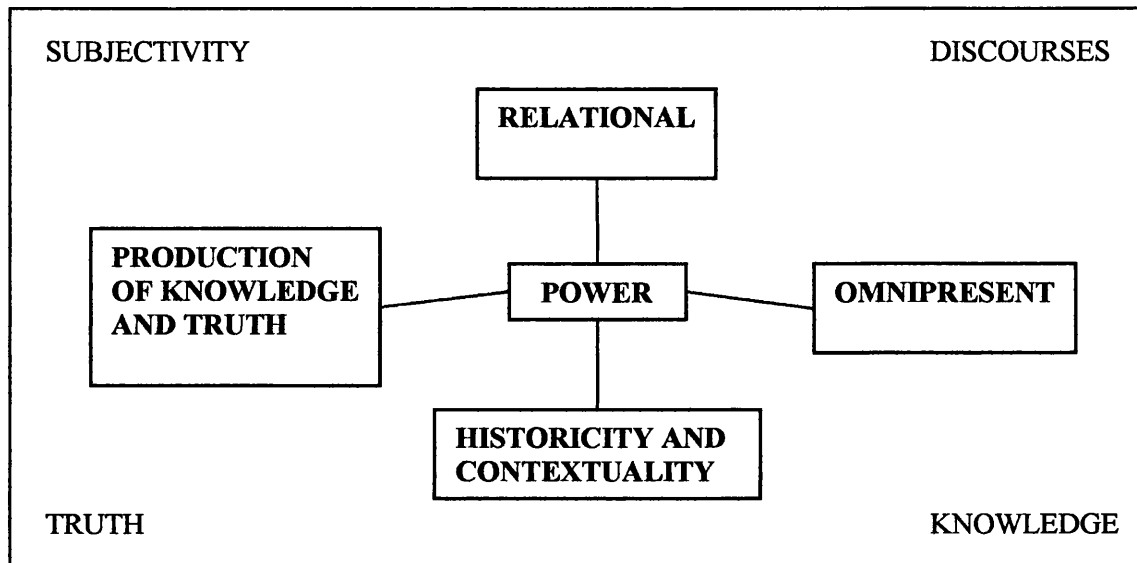 SUBJECTIVITY
DISCOURSES
RELATIONAL
PRODUCTION
OF KNOWLEDGE
AND TRUTH
POWER
OMNIPRESENT
HISTORICITY AND
CONTEXTUALITY
TRUTH
KNOWLEDGE